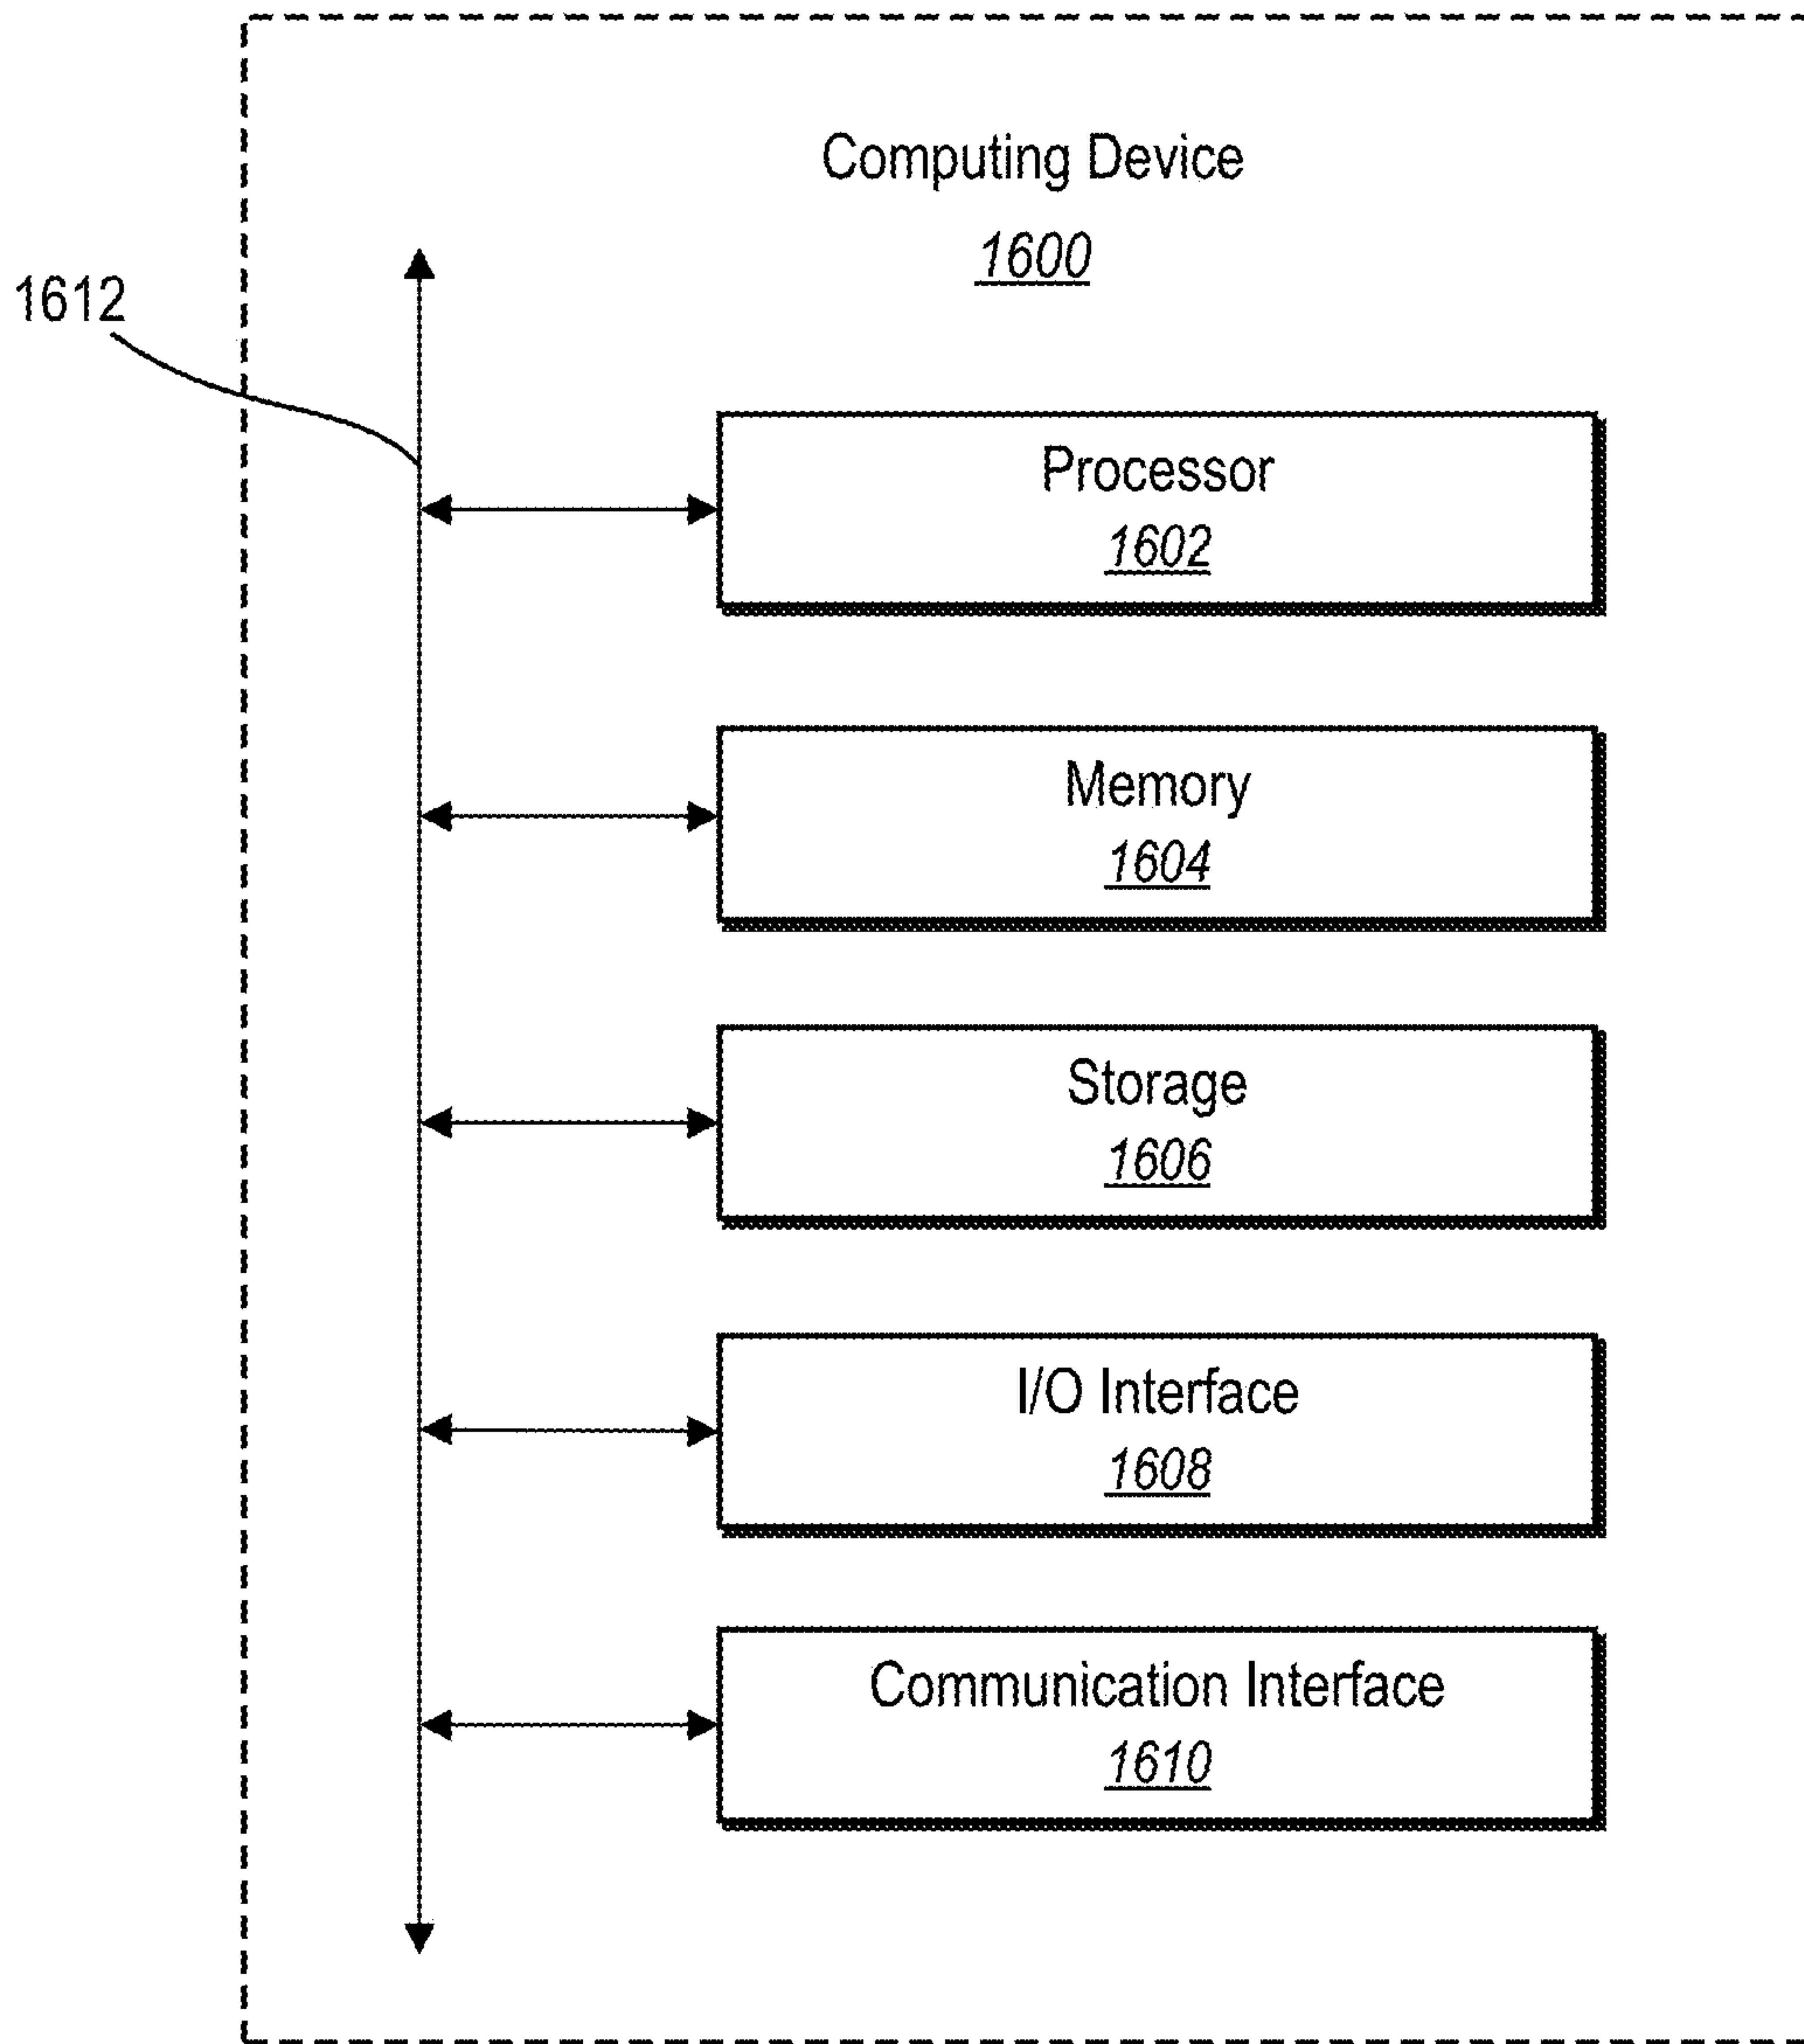 Computing Device
1600
1612
Processor
1602
Memory
1604
Storage
1606
I/O Interface
1608
Communication Interface
1610